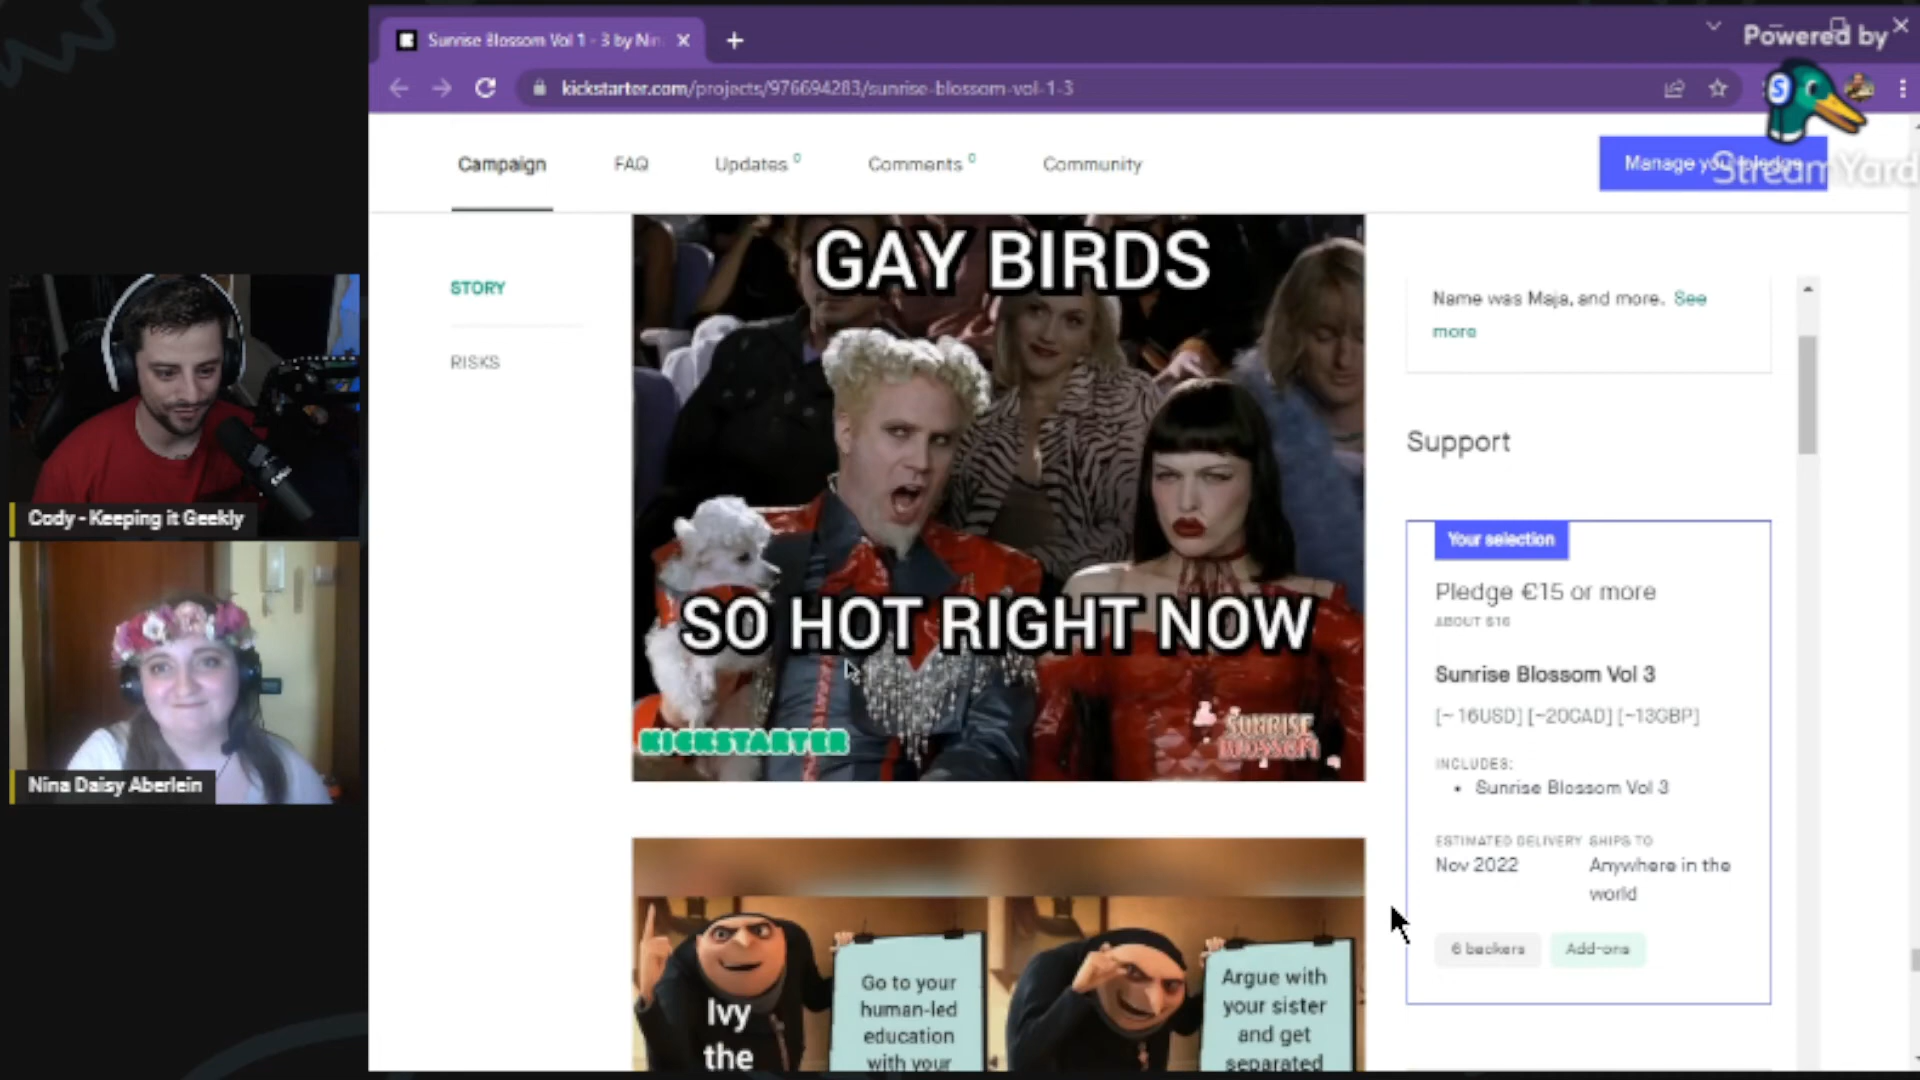 Sunrise Blossom Vol 1 - 3 by Nin
kickstarter.com/projects/976694283/sunrise-blossom-vol-1-3
Powered by
StreamYard
Campaign
FAQ
Updates 0
Comments 0
Community
Manage your pledge
STORY
RISKS
GAY BIRDS
SO HOT RIGHT NOW
KICKSTARTER
SUNRISE
BLOSSOM
Ivy
the
Go to your
human-led
education
with your
Argue with
your sister
and get
separated
Name was Maja, and more. See
more
Support
Your selection
Pledge €15 or more
ABOUT $16
Sunrise Blossom Vol 3
[~ 16USD] [~20CAD] [~13GBP]
INCLUDES:
• Sunrise Blossom Vol 3
ESTIMATED DELIVERY
Nov 2022
SHIPS TO
Anywhere in the
world
6 backers
Add-ons
Cody - Keeping it Geekly
Nina Daisy Aberlein